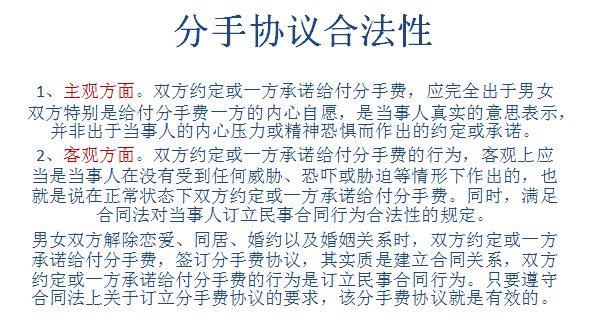 分手协议合法性
1、主观方面。双方约定或一方承诺给付分手费，应完全出于男女
双方特别是给付分手费一方的内心自愿，是当事人真实的意思表示，
并非出于当事人的内心压力或精神恐惧而作出的约定或承诺。
2、客观方面。双方约定或一方承诺给付分手费的行为，客观上应
当是当事人在没有受到任何威胁、恐吓或胁迫等情形下作出的，也
就是说在正常状态下双方约定或一方承诺给付分手费。同时，满足
合同法对当事人订立民事合同行为合法性的规定。
男女双方解除恋爱、同居、婚约以及婚姻关系时，双方约定或一方
承诺给付分手费，签订分手费协议，其实质是建立合同关系，双方
约定或一方承诺给付分手费的行为是订立民事合同行为。只要遵守
合同法上关于订立分手费协议的要求，该分手费协议就是有效的。